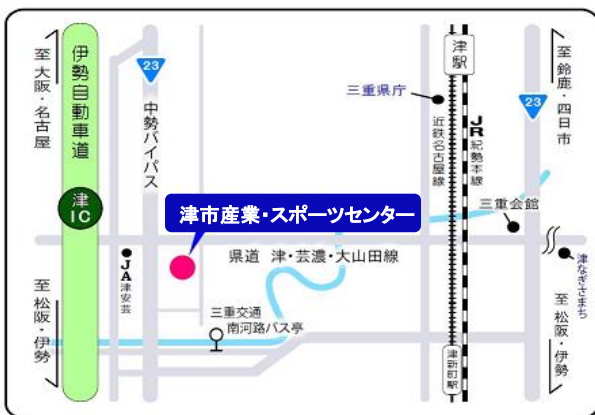 至大阪・名古屋
伊勢自動車道
23
中勢バイパス
津駅
三重県庁
近鉄名古屋線
JR紀勢本線
23
至鈴鹿・四日市
津IC
津市産業・スポーツセンター
三重会館
JA津安芸
県道 津・芸濃・大山田線
津なぎさまち
至松阪・伊勢
三重交通
南河路バス亭
津新町駅
至松阪・伊勢